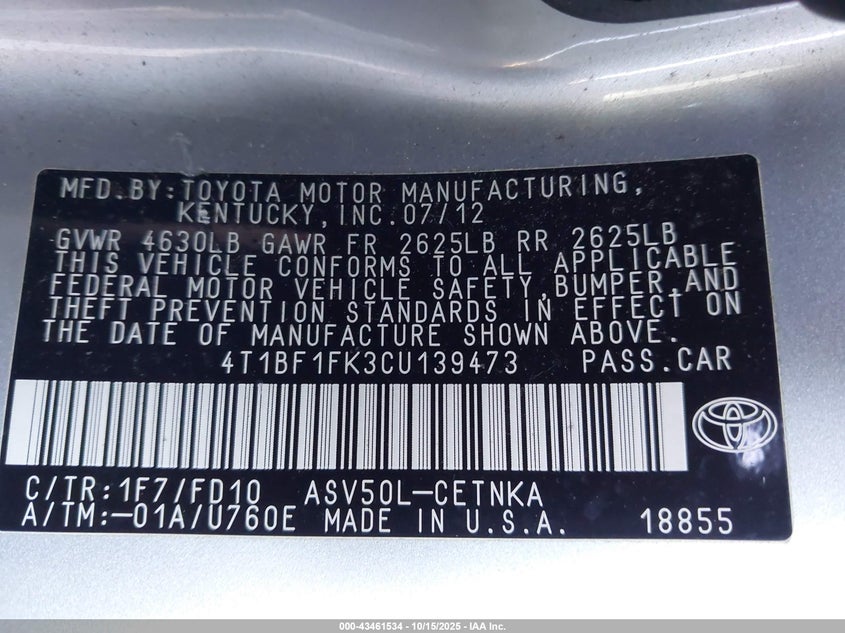 MFD.BY:TOYOTA MOTOR MANUFACTURING,
KENTUCKY,INC.07/12
GVWR 4630LB GAWR FR 2625LB RR 2625LB
THIS VEHICLE CONFORMS TO ALL APPLICABLE
FEDERAL MOTOR VEHICLE SAFETY,BUMPER,AND
THEFT PREVENTION STANDARDS IN EFFECT ON
THE DATE OF MANUFACTURE SHOWN ABOVE.
4T1BF1FK3CU139473 PASS.CAR
C/TR:1F7/FD10 ASV50L-CETNKA
A/TM:-01A/U760E MADE IN U.S.A. 18855
000-43461534 - 10/15/2025 - IAA Inc.